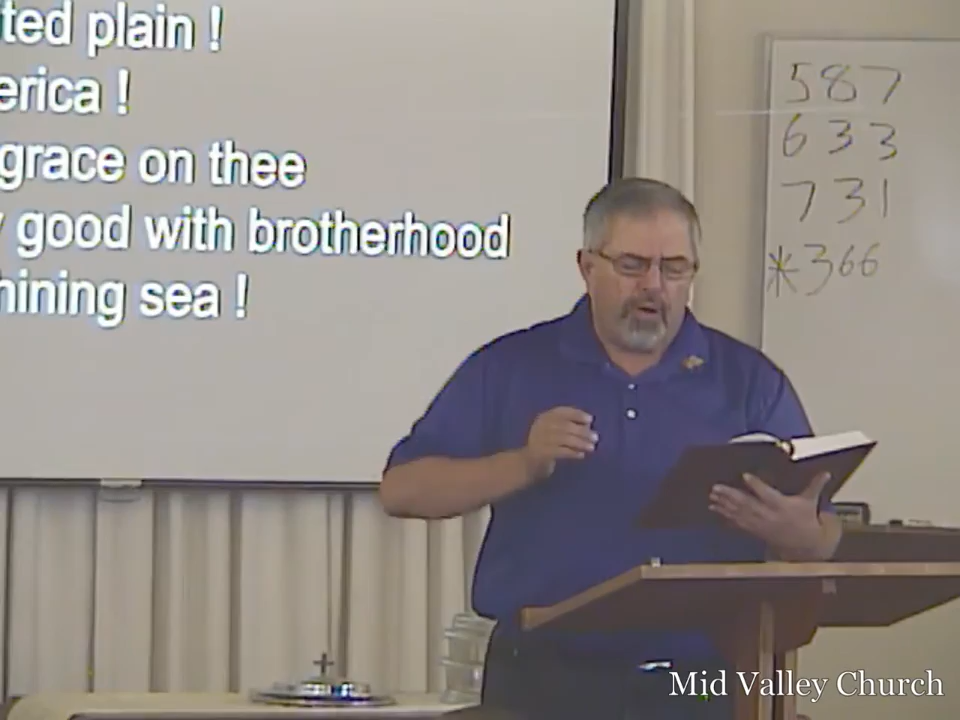 ted plain !
erica !
grace on thee
good with brotherhood
hining sea !
587
633
731
*366
Mid Valley Church